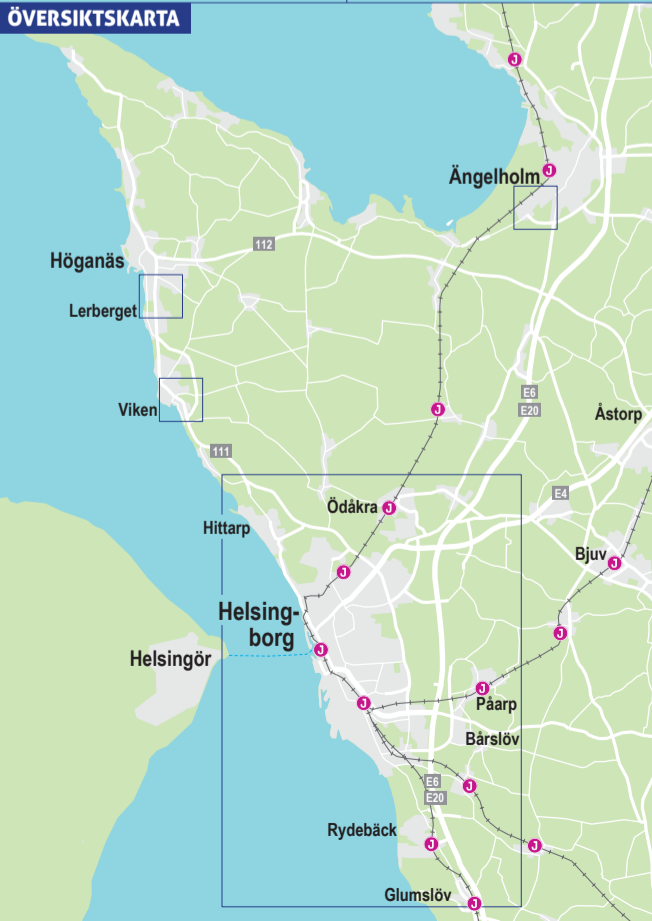 ÖVERSIKTSKARTA
J
J
Ängelholm
112
Höganäs
Lerberget
E6
E20
J
Viken
Åstorp
111
E4
Ödåkra
J
Hittarp
Bjuv
J
J
Helsing-
borg
J
J
Helsingör
J
Påarp
J
Bårslöv
E6
E20
J
Rydebäck
J
J
Glumslöv
J